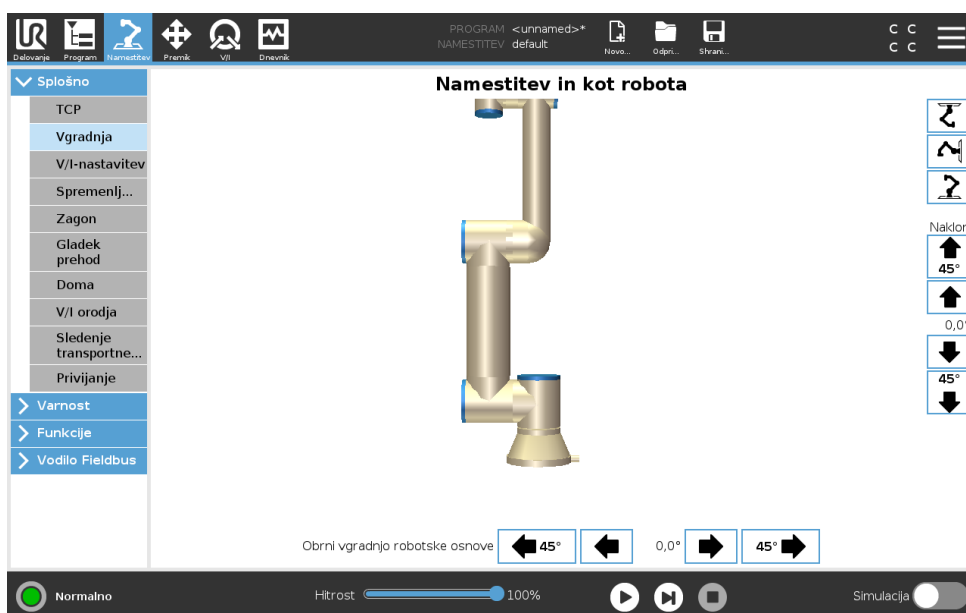 UR
PROGRAM <unnamed>*
NAMESTITEV default
Delovanje
Program
Namestitev
Premik
V/I
Dnevnik
Novo...
Odpri...
Shrani...
C C
C C
Splošno
TCP
Vgradnja
V/I-nastavitev
Spremenlj...
Zagon
Gladek
prehod
Doma
V/I orodja
Sledenje
transportne...
Privijanje
Varnost
Funkcije
Vodilo Fieldbus
Namestitev in kot robota
Naklon
45°
0,0°
45°
Obrni vgradnjo robotske osnove
45°
0,0°
45°
Normalno
Hitrost
100%
Simulacija